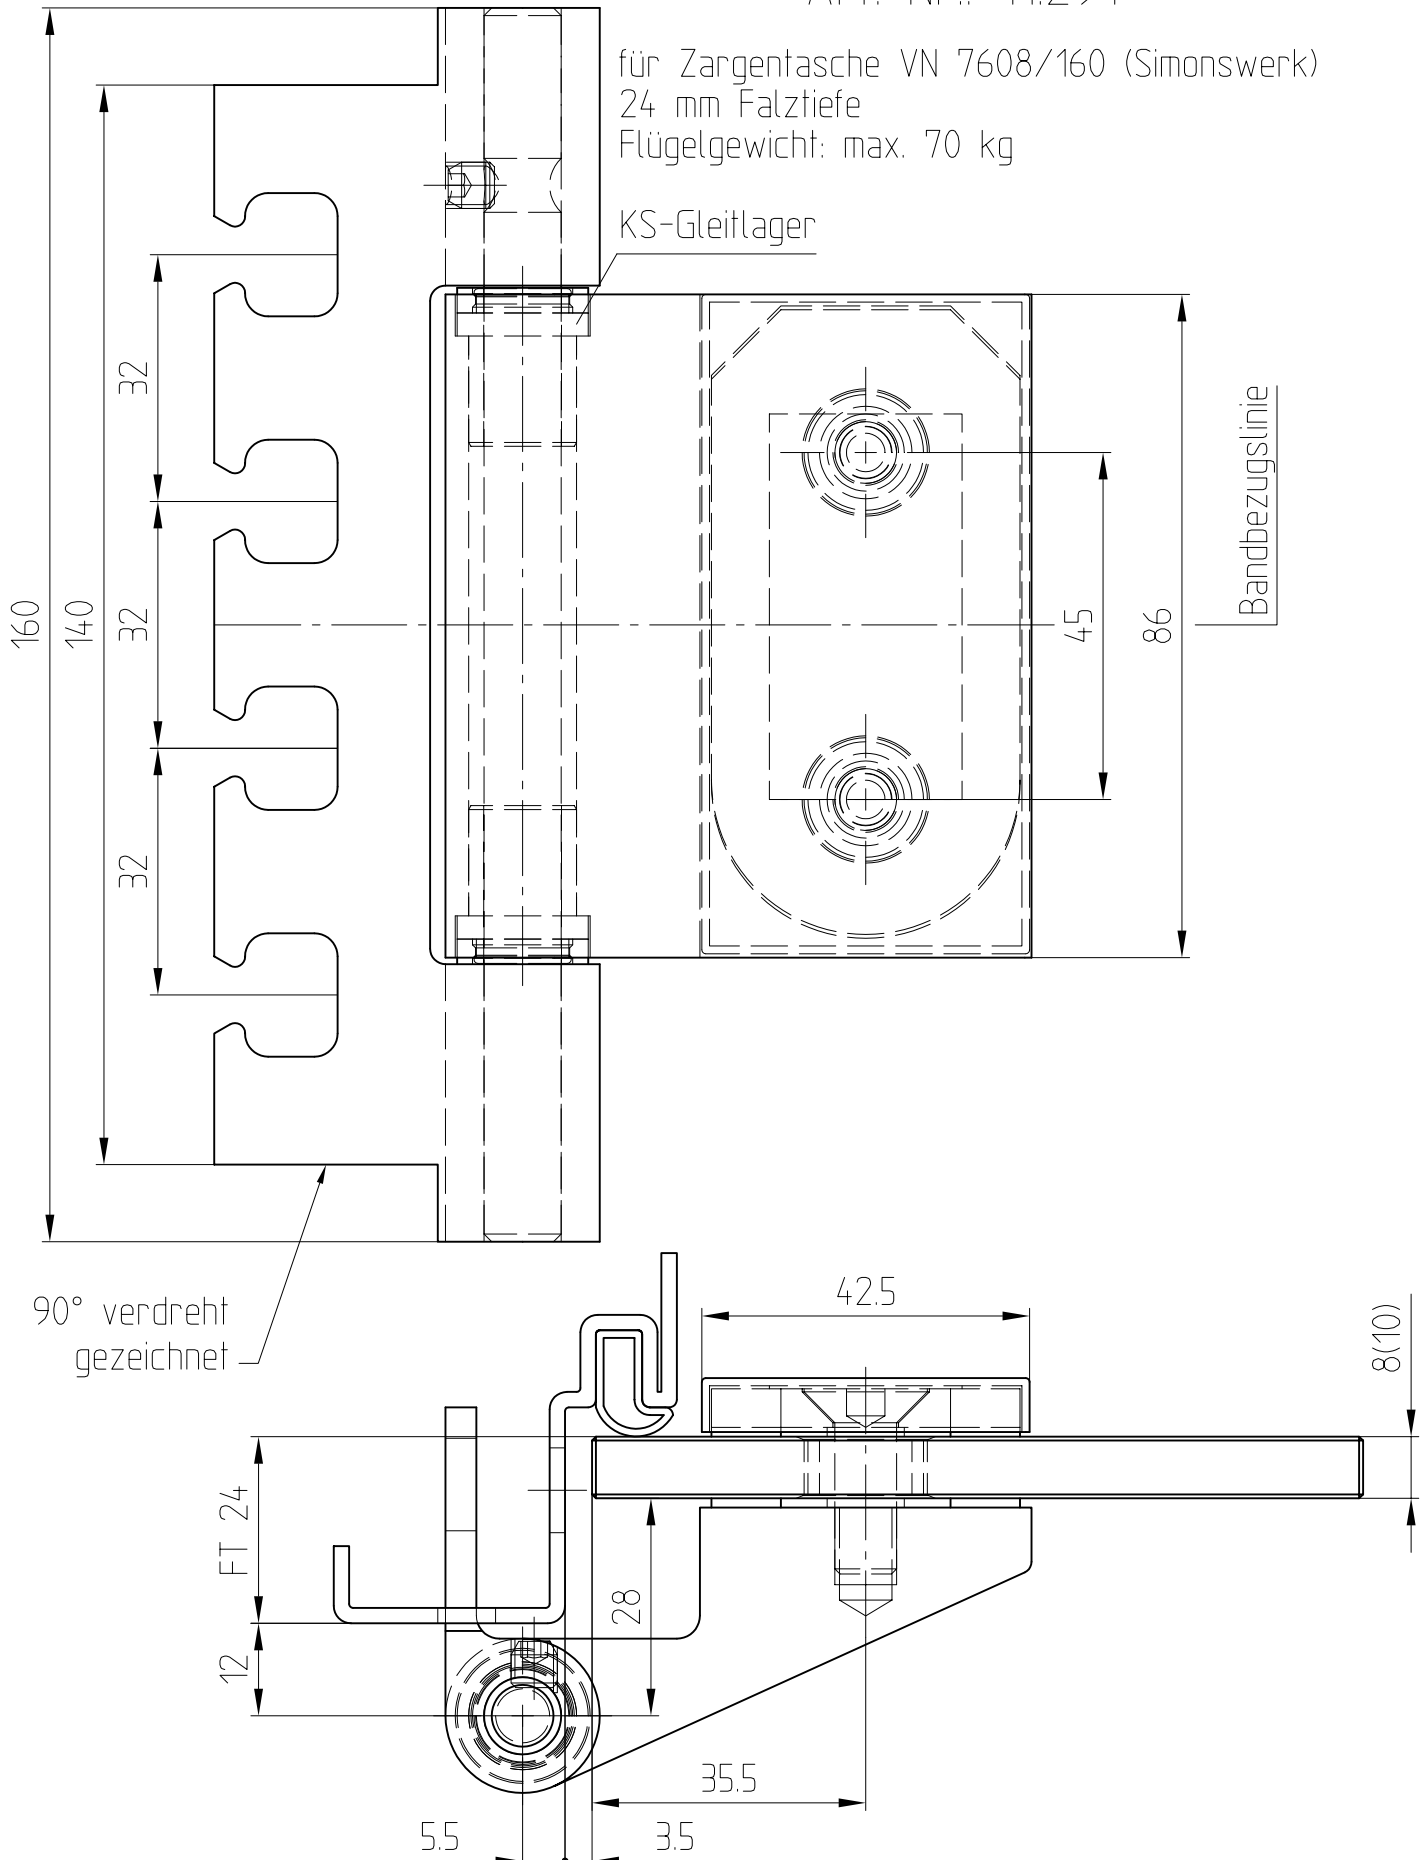 für Zargentasche VN 7608/160 (Simonswerk)
24 mm Falztiefe
Flügelgewicht: max. 70 kg
KS-Gleitlager
32
32
32
160
140
45
86
Bandbezugslinie
90° verdreht
gezeichnet
42.5
8(10)
FT 24
12
28
35.5
5.5
3.5